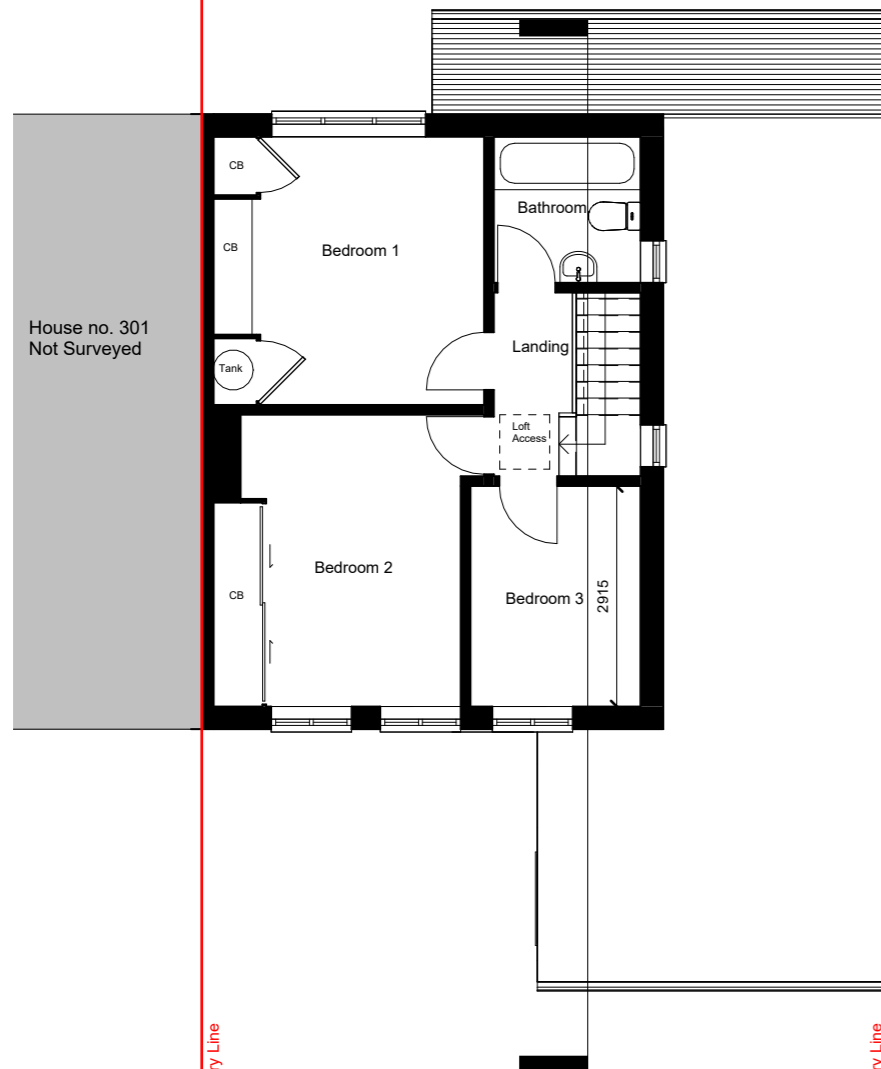 CB
Bathroom
CB
Bedroom 1
House no. 301
Not Surveyed
Landing
Tank
Loft
Access
Bedroom 2
CB
Bedroom 3
2915
ry Line
ry Line